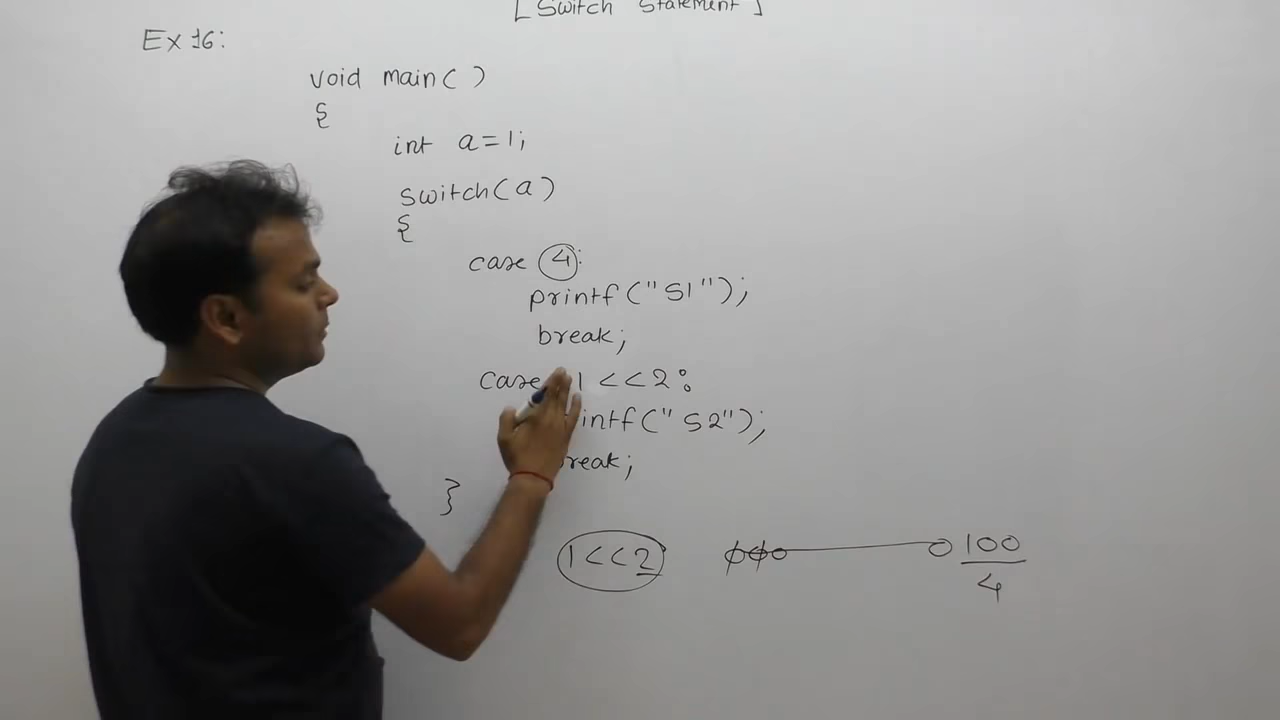 [ Switch Statement ]
Ex 16:
void main( )
{
int a=1;
switch(a)
{
case 4:
printf("S1");
break;
case 1 <<2:
printf("S2");
break;
}
1<<2
100
4